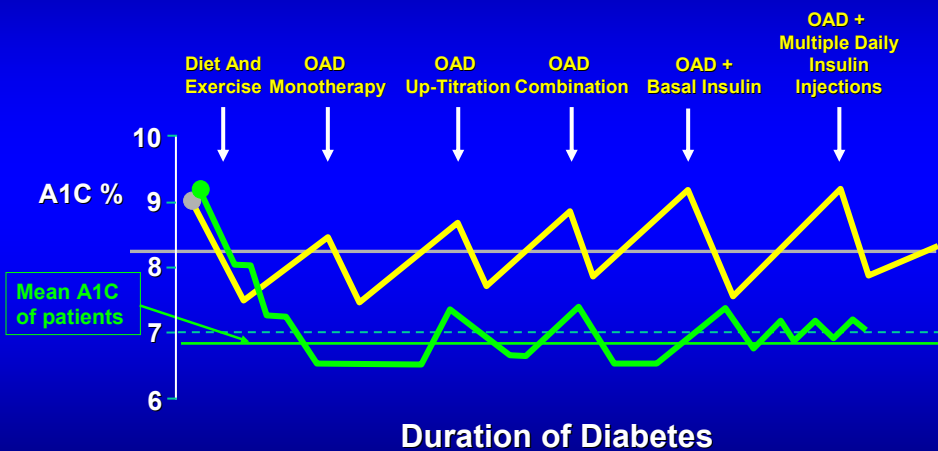 OAD +
Multiple Daily
Insulin
Injections
Diet And
Exercise
OAD
Monotherapy
OAD
Up-Titration
OAD
Combination
OAD +
Basal Insulin
10
A1C %
9
8
Mean A1C
of patients
7
6
Duration of Diabetes